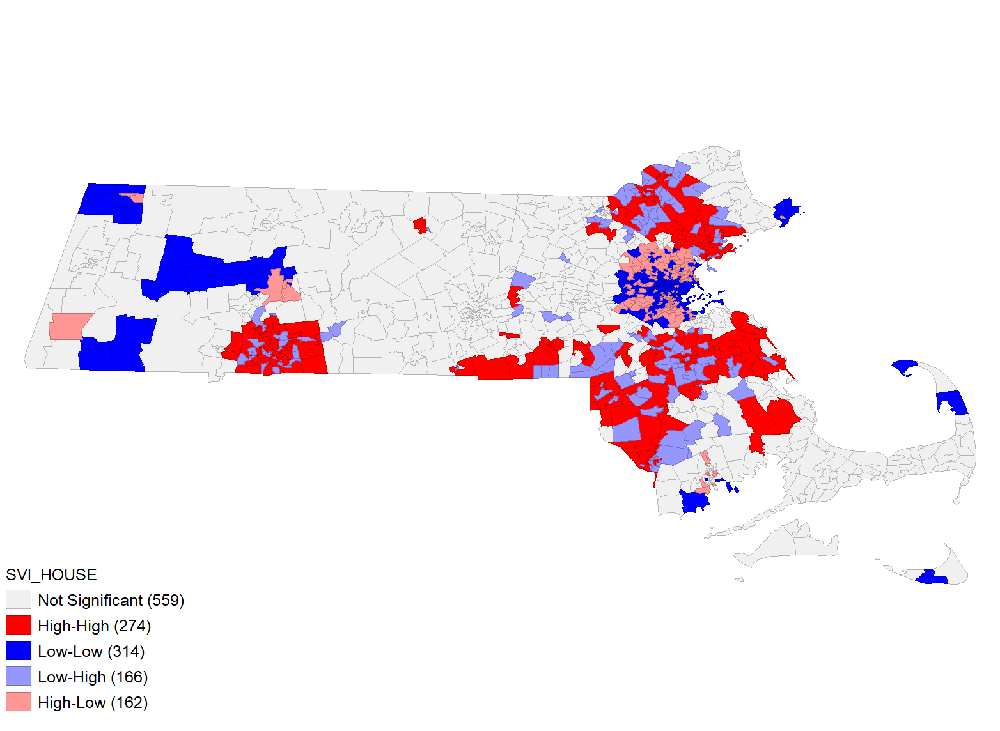 SVI_HOUSE
Not Significant (559)
High-High (274)
Low-Low (314)
Low-High (166)
High-Low (162)